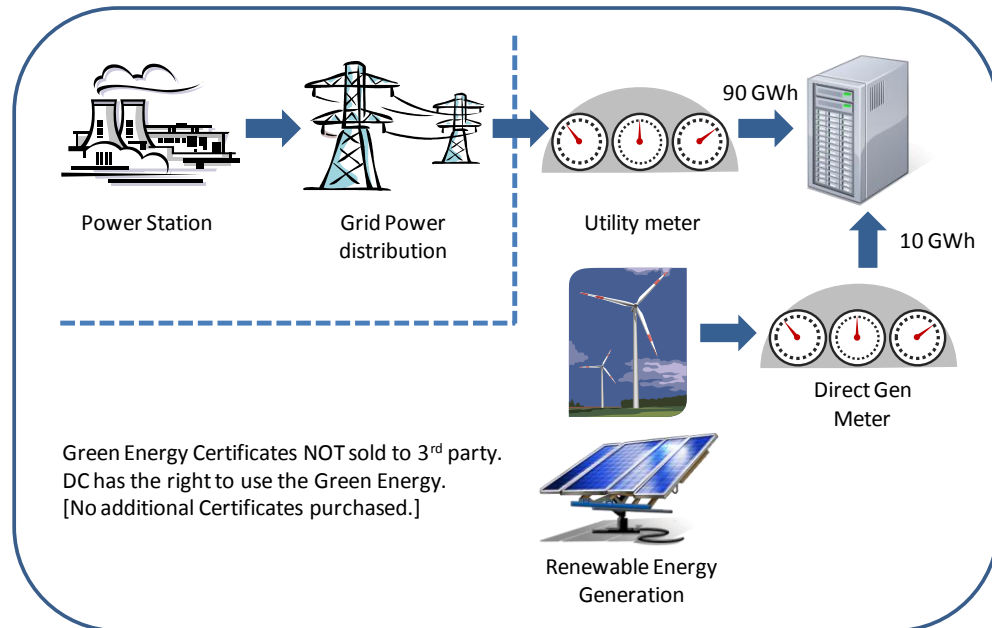 90 GWh
Power Station
Grid Power
distribution
Utility meter
10 GWh
Direct Gen
Meter
Green Energy Certificates NOT sold to 3rd party.
DC has the right to use the Green Energy.
[No additional Certificates purchased.]
Renewable Energy
Generation